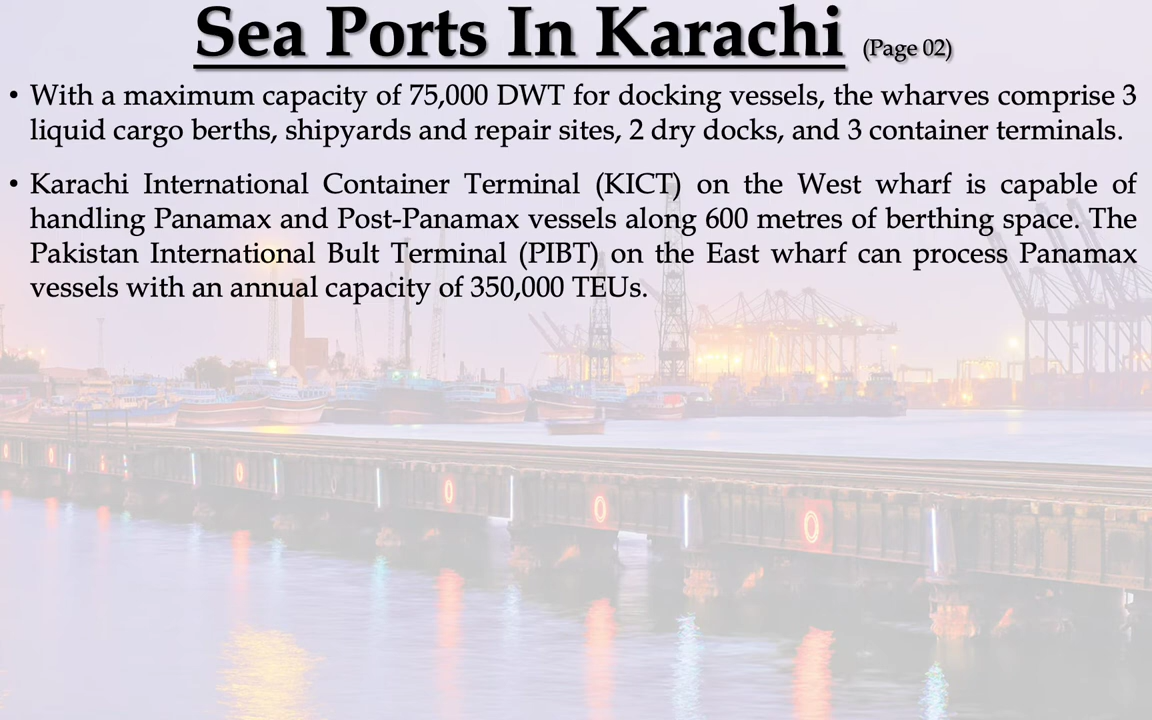 Sea Ports In Karachi (Page 02)
• With a maximum capacity of 75,000 DWT for docking vessels, the wharves comprise 3
liquid cargo berths, shipyards and repair sites, 2 dry docks, and 3 container terminals.
• Karachi International Container Terminal (KICT) on the West wharf is capable of
handling Panamax and Post-Panamax vessels along 600 metres of berthing space. The
Pakistan International Bult Terminal (PIBT) on the East wharf can process Panamax
vessels with an annual capacity of 350,000 TEUs.